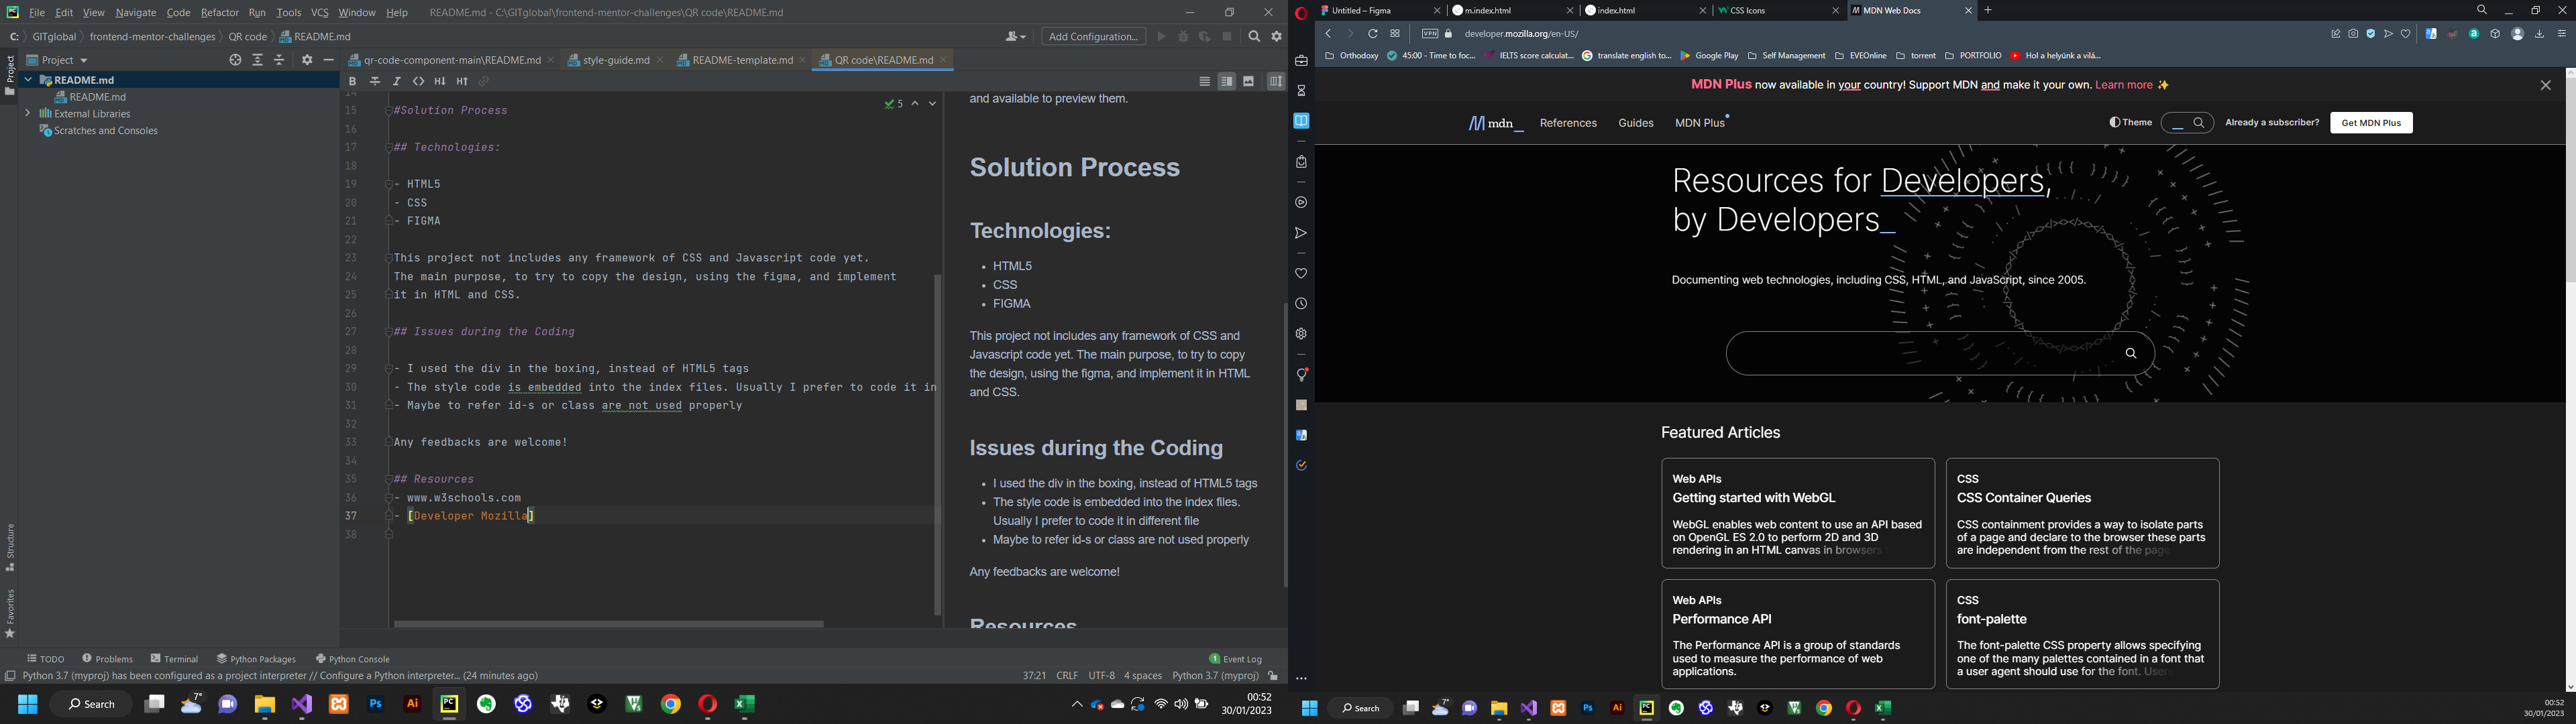 File Edit View Navigate Code Refactor Run Tools VCS Window Help README.md - C:\GITglobal\frontend-mentor-challenges\QR code\README.md
C: GITglobal frontend-mentor-challenges QR code README.md
Add Configuration...
Project
qr-code-component-main\README.md style-guide.md README-template.md QR code\README.md
README.md
README.md
External Libraries
Scratches and Consoles
Project
Structure
Favorites
5
14
15 #Solution Process
16
17 ## Technologies:
18
19 - HTML5
20 - CSS
21 - FIGMA
22
23 This project not includes any framework of CSS and Javascript code yet.
24 The main purpose, to try to copy the design, using the figma, and implement
25 it in HTML and CSS.
26
27 ## Issues during the Coding
28
29 - I used the div in the boxing, instead of HTML5 tags
30 - The style code is embedded into the index files. Usually I prefer to code it in
31 - Maybe to refer id-s or class are not used properly
32
33 Any feedbacks are welcome!
34
35 ## Resources
36 - www.w3schools.com
37 - [Developer Mozilla]
38
and available to preview them.
Solution Process
Technologies:
• HTML5
• CSS
• FIGMA
This project not includes any framework of CSS and
Javascript code yet. The main purpose, to try to copy
the design, using the figma, and implement it in HTML
and CSS.
Issues during the Coding
• I used the div in the boxing, instead of HTML5 tags
• The style code is embedded into the index files.
Usually I prefer to code it in different file
• Maybe to refer id-s or class are not used properly
Any feedbacks are welcome!
Resources
TODO Problems Terminal Python Packages Python Console 1 Event Log
Python 3.7 (myproj) has been configured as a project interpreter // Configure a Python interpreter... (24 minutes ago) 37:21 CRLF UTF-8 4 spaces Python 3.7 (myproj)
Search 7° 00:52
30/01/2023
Untitled – Figma m.index.html index.html CSS Icons MDN Web Docs
VPN developer.mozilla.org/en-US/
Orthodoxy 45:00 - Time to foc... IELTS score calculat... translate english to... Google Play Self Management EVEOnline torrent PORTFOLIO Hol a helyünk a vilá...
MDN Plus now available in your country! Support MDN and make it your own. Learn more ✨
mdn_ References Guides MDN Plus Theme Already a subscriber? Get MDN Plus
Resources for Developers,
by Developers_
Documenting web technologies, including CSS, HTML, and JavaScript, since 2005.
Featured Articles
Web APIs
Getting started with WebGL
WebGL enables web content to use an API based
on OpenGL ES 2.0 to perform 2D and 3D
rendering in an HTML canvas in browsers
CSS
CSS Container Queries
CSS containment provides a way to isolate parts
of a page and declare to the browser these parts
are independent from the rest of the page
Web APIs
Performance API
The Performance API is a group of standards
used to measure the performance of web
applications.
CSS
font-palette
The font-palette CSS property allows specifying
one of the many palettes contained in a font that
a user agent should use for the font. User
Search 7° 00:52
30/01/2023